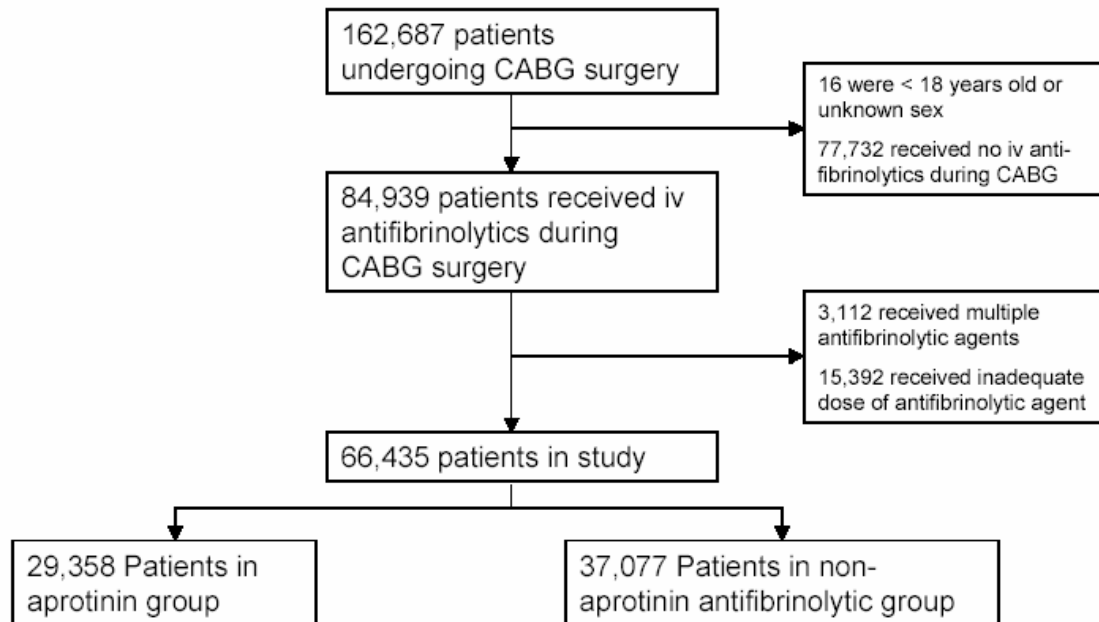 162,687 patients
undergoing CABG surgery
16 were < 18 years old or
unknown sex
77,732 received no iv anti-
fibrinolytics during CABG
84,939 patients received iv
antifibrinolytics during
CABG surgery
3,112 received multiple
antifibrinolytic agents
15,392 received inadequate
dose of antifibrinolytic agent
66,435 patients in study
29,358 Patients in
aprotinin group
37,077 Patients in non-
aprotinin antifibrinolytic group